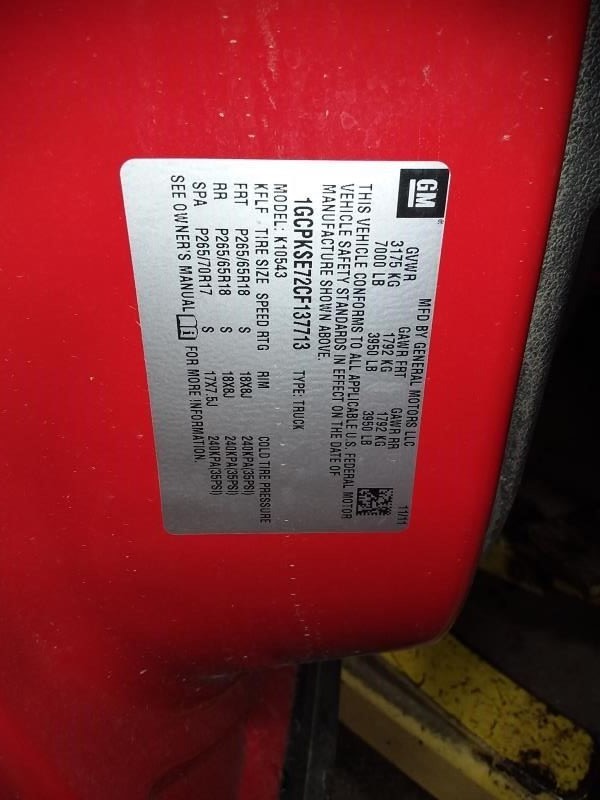 GM
®
MFD BY GENERAL MOTORS LLC 11/11
GVWR GAWR FRT GAWR RR
3175 KG 1792 KG 1792 KG
7000 LB 3950 LB 3950 LB
THIS VEHICLE CONFORMS TO ALL APPLICABLE U.S. FEDERAL MOTOR
VEHICLE SAFETY STANDARDS IN EFFECT ON THE DATE OF
MANUFACTURE SHOWN ABOVE.
1GCPKSE72CF137713 TYPE: TRUCK
MODEL: K10543
KFLF - TIRE SIZE SPEED RTG RIM COLD TIRE PRESSURE
FRT P265/65R18 S 18X8J 240KPA(35PSI)
RR P265/65R18 S 18X8J 240KPA(35PSI)
SPA P265/70R17 S 17X7.5J 240KPA(35PSI)
SEE OWNER'S MANUAL FOR MORE INFORMATION.